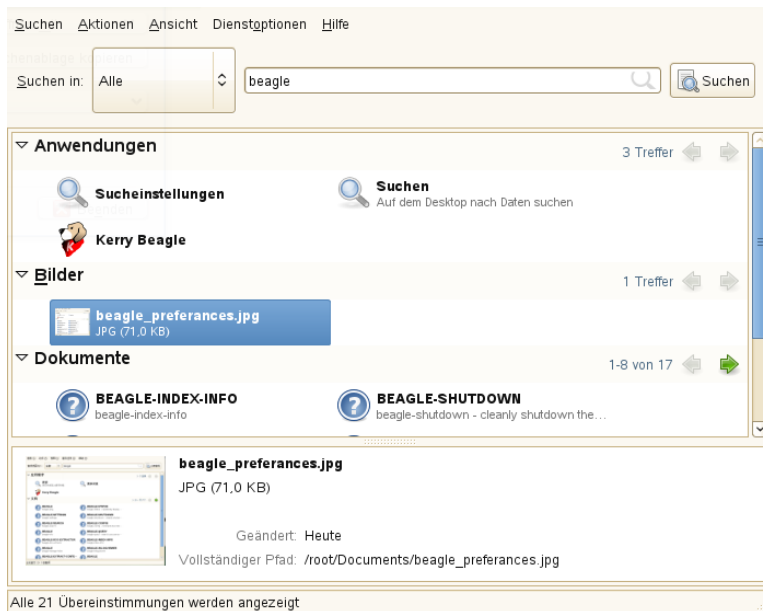 Suchen Aktionen Ansicht Dienstoptionen Hilfe
Suchen in: Alle beagle Suchen
Anwendungen 3 Treffer
Sucheinstellungen Suchen
Auf dem Desktop nach Daten suchen
Kerry Beagle
Bilder 1 Treffer
beagle_preferances.jpg
JPG (71,0 KB)
Dokumente 1-8 von 17
BEAGLE-INDEX-INFO BEAGLE-SHUTDOWN
beagle-index-info beagle-shutdown - cleanly shutdown the...
beagle_preferances.jpg
JPG (71,0 KB)
Geändert: Heute
Vollständiger Pfad: /root/Documents/beagle_preferances.jpg
Alle 21 Übereinstimmungen werden angezeigt